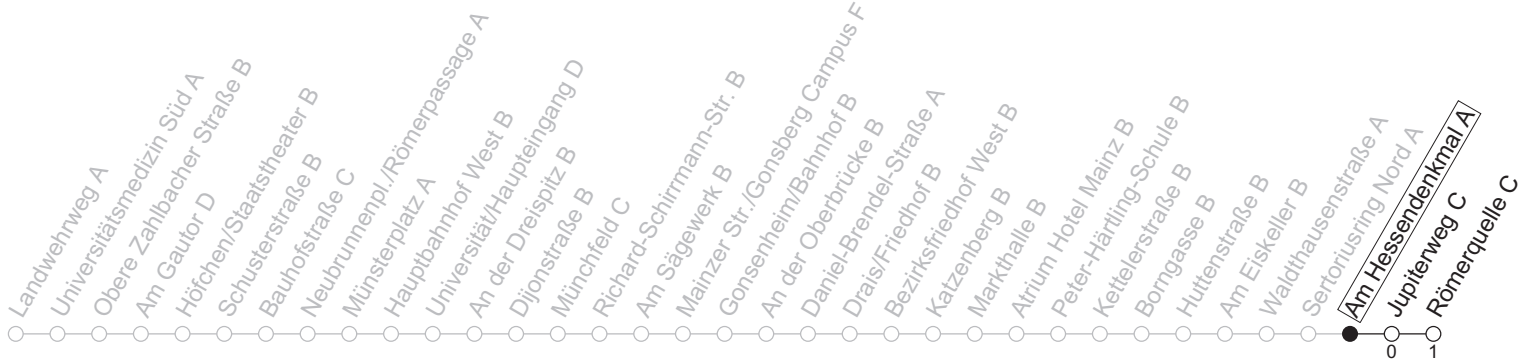 Landwehrweg A
Universitätsmedizin Süd A
Obere Zahlbacher Straße B
Am Gautor D
Höfchen/Staatstheater B
Schusterstraße B
Bauhofstraße C
Neubrunnenpl./Römerpassage A
Münsterplatz A
Hauptbahnhof West B
Universität/Haupteingang D
An der Dreispitz B
Dijonstraße B
Münchfeld C
Richard-Schirrmann-Str. B
Am Sägewerk B
Mainzer Str./Gonsberg Campus F
Gonsenheim/Bahnhof B
An der Oberbrücke B
Daniel-Brendel-Straße A
Drais/Friedhof B
Bezirksfriedhof West B
Katzenberg B
Markthalle B
Atrium Hotel Mainz B
Peter-Härtling-Schule B
Kettelerstraße B
Borngasse B
Huttenstraße B
Am Eiskeller B
Waldthausenstraße A
Sertoriusring Nord A
Am Hessendenkmal A
Jupiterweg C
Römerquelle C
0 1